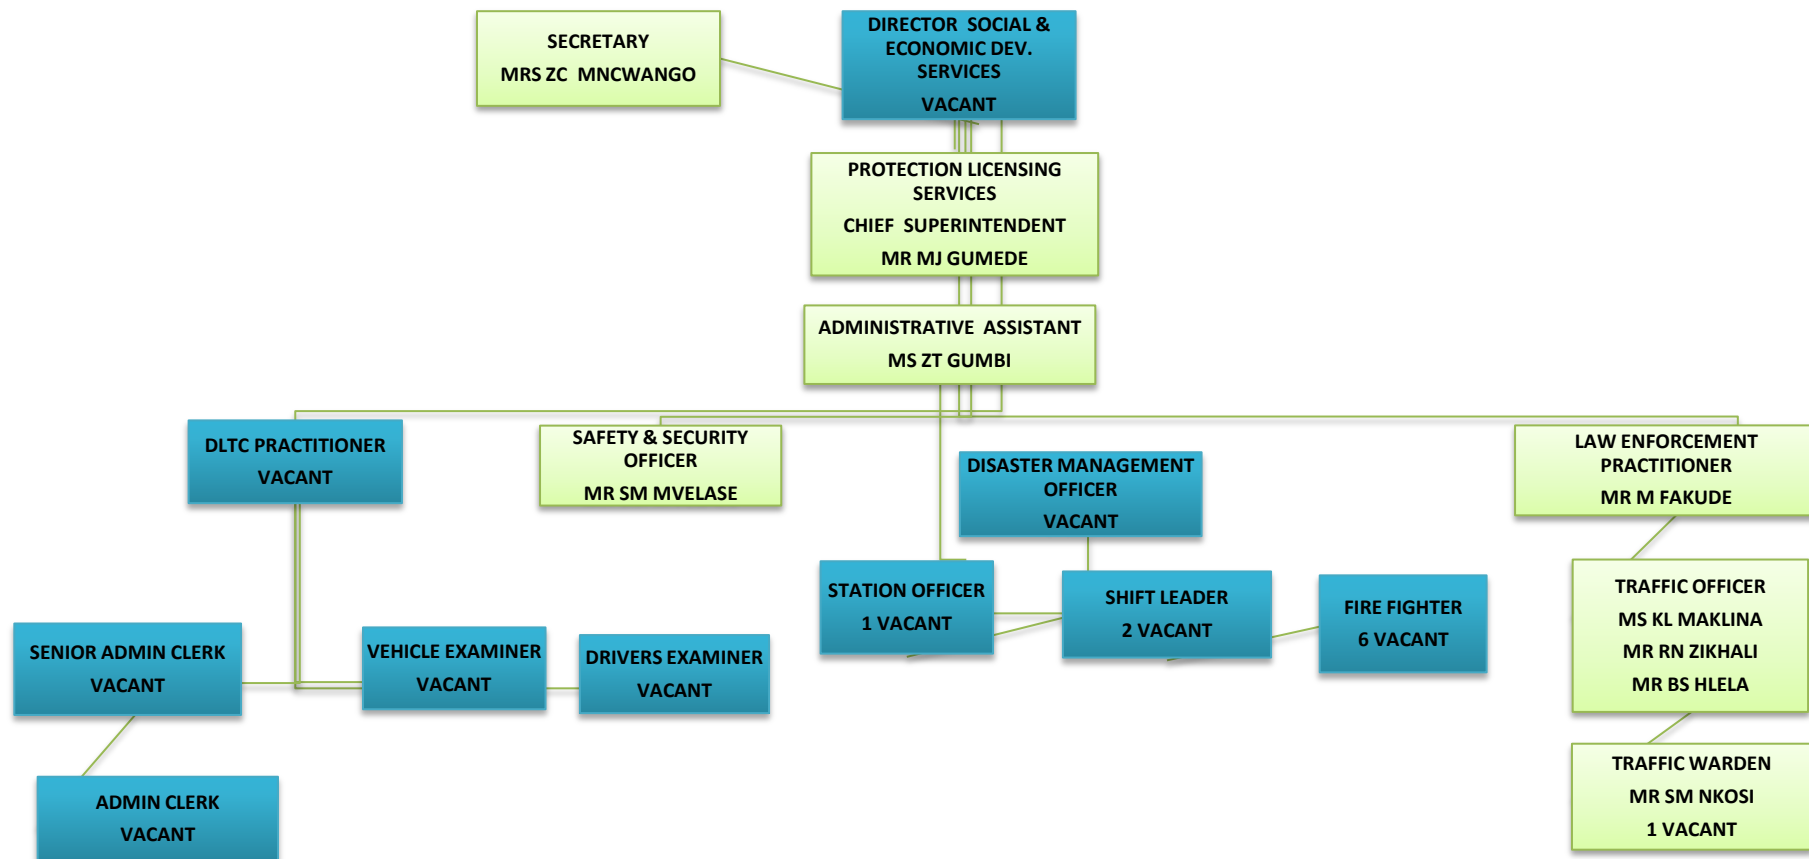 SECRETARY
MRS ZC MNCWANGO
DIRECTOR SOCIAL &
ECONOMIC DEV.
SERVICES
VACANT
PROTECTION LICENSING
SERVICES
CHIEF SUPERINTENDENT
MR MJ GUMEDE
ADMINISTRATIVE ASSISTANT
MS ZT GUMBI
DLTC PRACTITIONER
VACANT
SAFETY & SECURITY
OFFICER
MR SM MVELASE
DISASTER MANAGEMENT
OFFICER
VACANT
LAW ENFORCEMENT
PRACTITIONER
MR M FAKUDE
STATION OFFICER
1 VACANT
SHIFT LEADER
2 VACANT
FIRE FIGHTER
6 VACANT
TRAFFIC OFFICER
MS KL MAKLINA
MR RN ZIKHALI
MR BS HLELA
SENIOR ADMIN CLERK
VACANT
VEHICLE EXAMINER
VACANT
DRIVERS EXAMINER
VACANT
TRAFFIC WARDEN
MR SM NKOSI
1 VACANT
ADMIN CLERK
VACANT